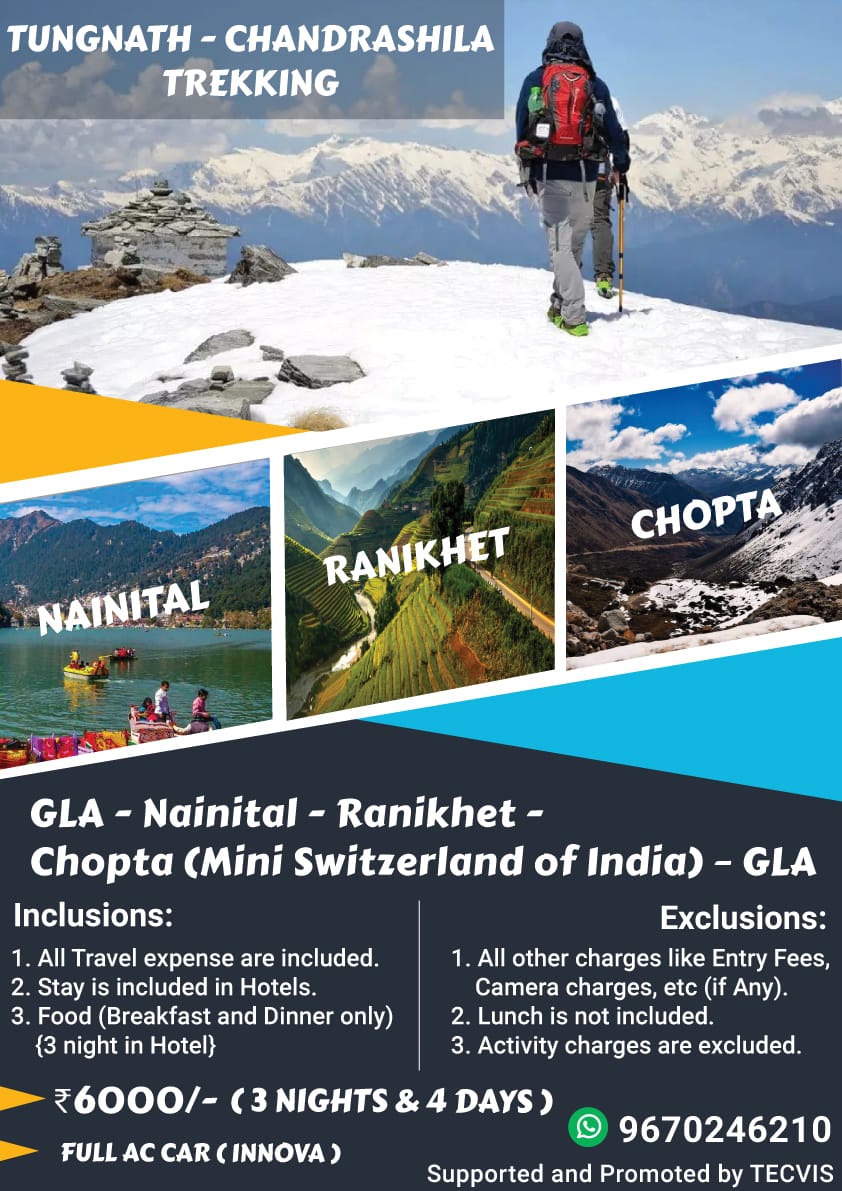 TUNGNATH - CHANDRASHILA
TREKKING
NAINITAL
RANIKHET
CHOPTA
GLA - Nainital - Ranikhet -
Chopta (Mini Switzerland of India) - GLA
Inclusions:
1. All Travel expense are included.
2. Stay is included in Hotels.
3. Food (Breakfast and Dinner only)
{3 night in Hotel}
Exclusions:
1. All other charges like Entry Fees,
Camera charges, etc (if Any).
2. Lunch is not included.
3. Activity charges are excluded.
₹6000/- ( 3 NIGHTS & 4 DAYS )
FULL AC CAR ( INNOVA )
9670246210
Supported and Promoted by TECVIS